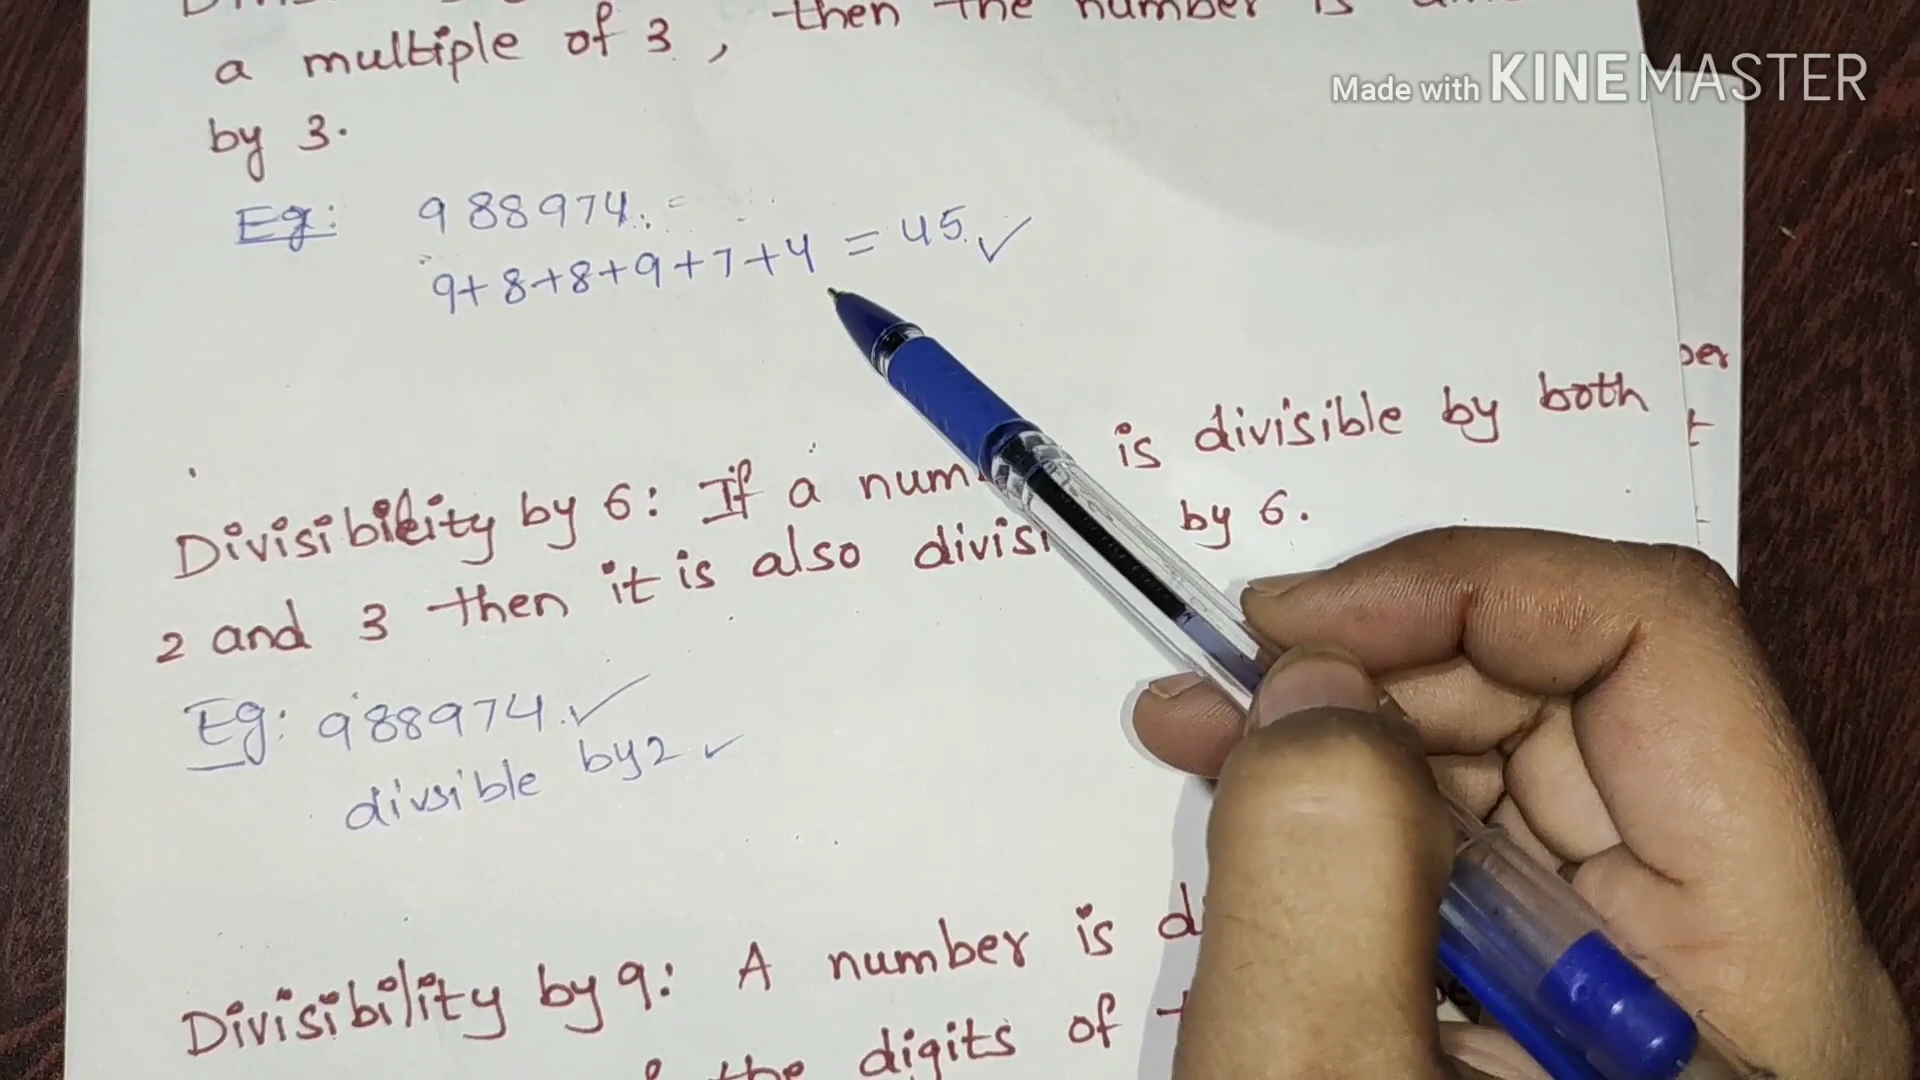 then the number is
a multiple of 3, 
by 3.
Made with KINEMASTER
Eg: 988974.
9+8+8+9+7+4 = 45 ✓
Divisibility by 6: If a num is divisible by both
2 and 3 then it is also divisi by 6.
Eg: 988974. ✓
divsible by 2 ✓
Divisibility by 9: A number is d
the digits of